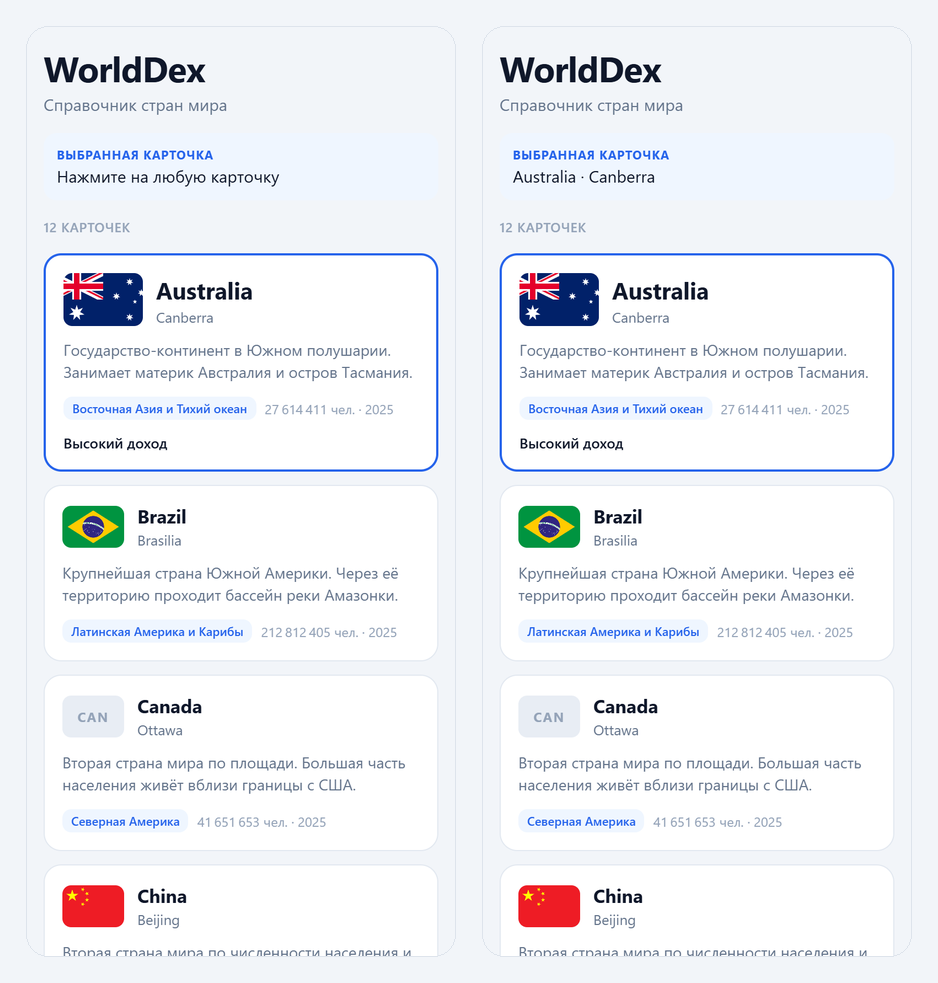 WorldDex
Справочник стран мира
ВЫБРАННАЯ КАРТОЧКА
Нажмите на любую карточку
12 КАРТОЧЕК
Australia
Canberra
Государство-континент в Южном полушарии.
Занимает материк Австралия и остров Тасмания.
Восточная Азия и Тихий океан 27 614 411 чел. · 2025
Высокий доход
Brazil
Brasilia
Крупнейшая страна Южной Америки. Через её
территорию проходит бассейн реки Амазонки.
Латинская Америка и Карибы 212 812 405 чел. · 2025
CAN
Canada
Ottawa
Вторая страна мира по площади. Большая часть
населения живёт вблизи границы с США.
Северная Америка 41 651 653 чел. · 2025
China
Beijing
Вторая страна мира по численности населения и
WorldDex
Справочник стран мира
ВЫБРАННАЯ КАРТОЧКА
Australia · Canberra
12 КАРТОЧЕК
Australia
Canberra
Государство-континент в Южном полушарии.
Занимает материк Австралия и остров Тасмания.
Восточная Азия и Тихий океан 27 614 411 чел. · 2025
Высокий доход
Brazil
Brasilia
Крупнейшая страна Южной Америки. Через её
территорию проходит бассейн реки Амазонки.
Латинская Америка и Карибы 212 812 405 чел. · 2025
CAN
Canada
Ottawa
Вторая страна мира по площади. Большая часть
населения живёт вблизи границы с США.
Северная Америка 41 651 653 чел. · 2025
China
Beijing
Вторая страна мира по численности населения и